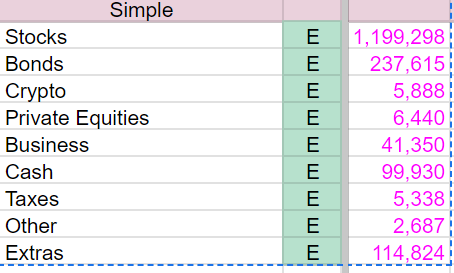 Simple
Stocks E 1,199,298
Bonds E 237,615
Crypto E 5,888
Private Equities E 6,440
Business E 41,350
Cash E 99,930
Taxes E 5,338
Other E 2,687
Extras E 114,824